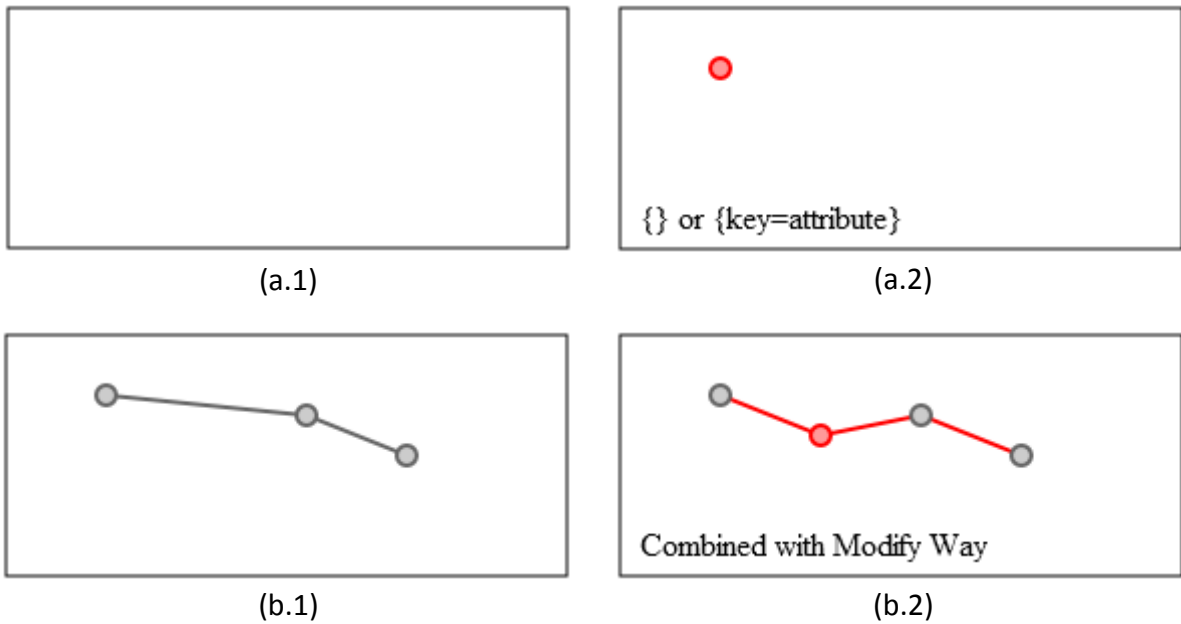 {} or {key=attribute}
(a.1)
(a.2)
Combined with Modify Way
(b.1)
(b.2)